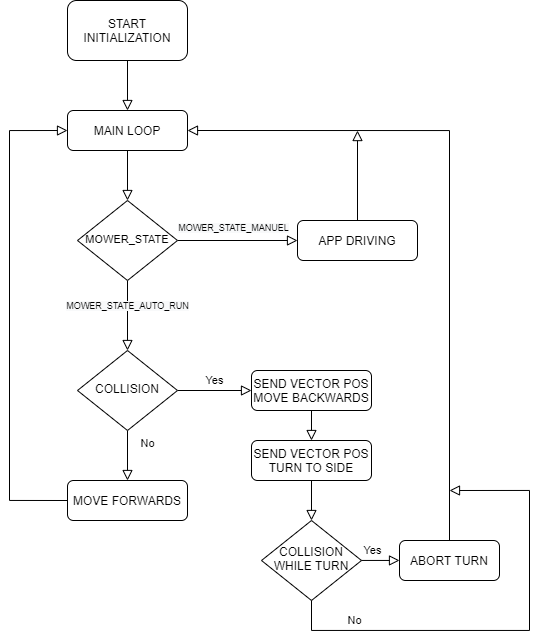 START
INITIALIZATION
MAIN LOOP
MOWER_STATE
MOWER_STATE_MANUEL
APP DRIVING
MOWER_STATE_AUTO_RUN
COLLISION
Yes
SEND VECTOR POS
MOVE BACKWARDS
No
SEND VECTOR POS
TURN TO SIDE
MOVE FORWARDS
COLLISION
WHILE TURN
Yes
ABORT TURN
No